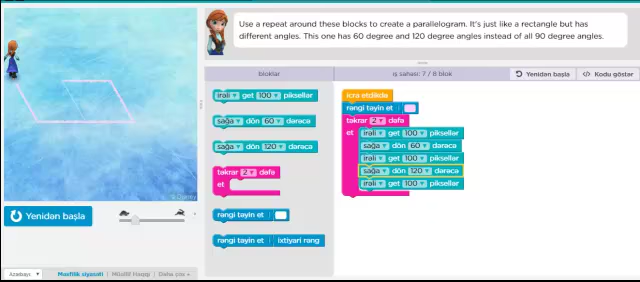 Use a repeat around these blocks to create a parallelogram. It's just like a rectangle but has
different angles. This one has 60 degree and 120 degree angles instead of all 90 degree angles.
bloklar
iş sahəsi: 7 / 8 blok
Yenidən başla
</> Kodu göstər
irəli get 100 piksellər
sağa dön 60 dərəcə
sağa dön 120 dərəcə
təkrar 2 dəfə
et
rəngi təyin et
rəngi təyin et ixtiyari rəng
icra etdikdə
rəngi təyin et
təkrar 2 dəfə
et irəli get 100 piksellər
sağa dön 60 dərəcə
irəli get 100 piksellər
sağa dön 120 dərəcə
irəli get 100 piksellər
Disney
Yenidən başla
Məxfilik siyasəti | Müəllif Haqqı | Daha çox